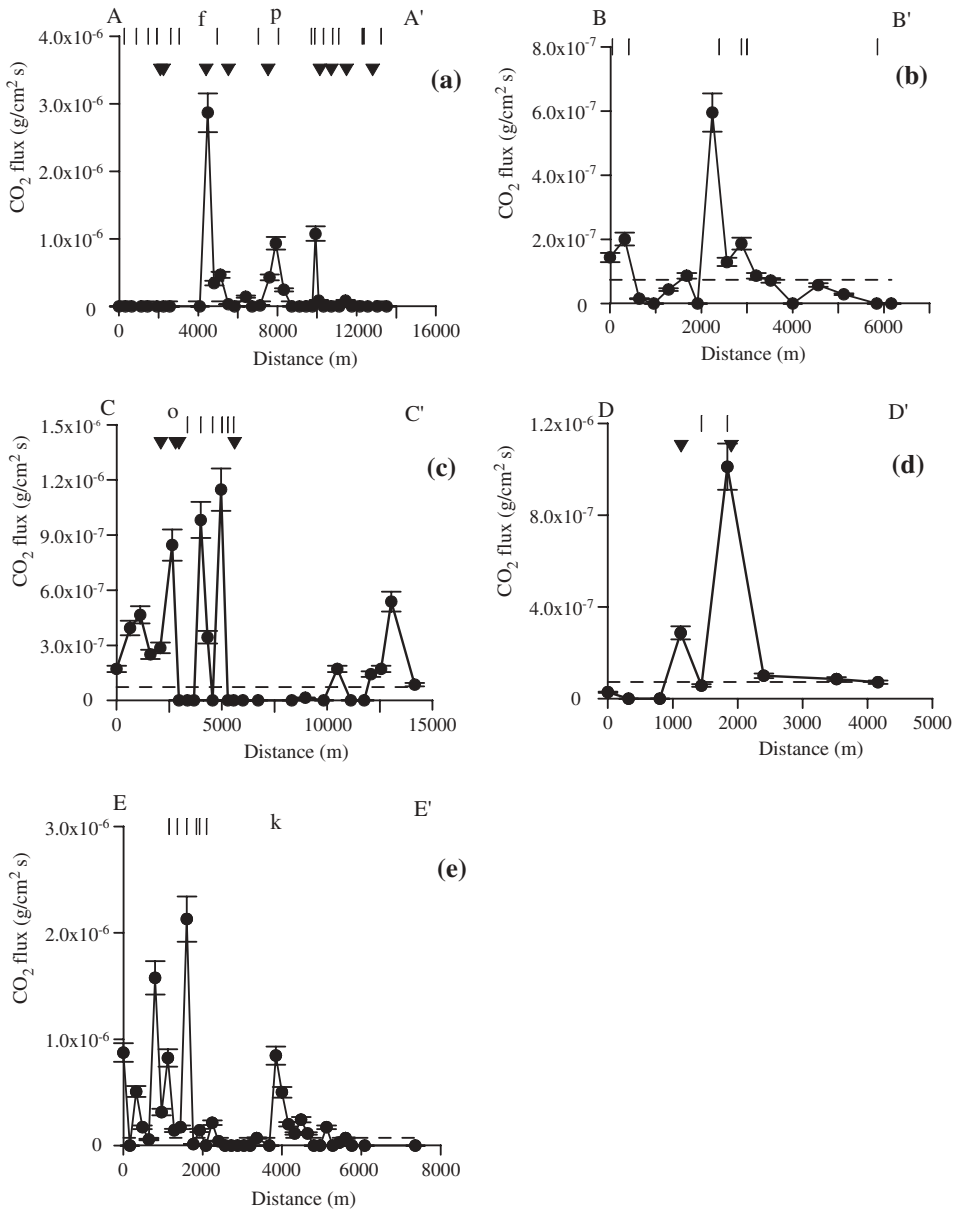 A f p A'
4.0x10⁻⁶
3.0x10⁻⁶
2.0x10⁻⁶
1.0x10⁻⁶
0
CO₂ flux (g/cm² s)
(a)
0 4000 8000 12000 16000
Distance (m)
B B'
8.0x10⁻⁷
6.0x10⁻⁷
4.0x10⁻⁷
2.0x10⁻⁷
0
CO₂ flux (g/cm² s)
(b)
0 2000 4000 6000
Distance (m)
C o C'
1.5x10⁻⁶
1.2x10⁻⁶
9.0x10⁻⁷
6.0x10⁻⁷
3.0x10⁻⁷
0
CO₂ flux (g/cm² s)
(c)
0 5000 10000 15000
Distance (m)
D D'
1.2x10⁻⁶
8.0x10⁻⁷
4.0x10⁻⁷
0
CO₂ flux (g/cm² s)
(d)
0 1000 2000 3000 4000 5000
Distance (m)
E k E'
3.0x10⁻⁶
2.0x10⁻⁶
1.0x10⁻⁶
0
CO₂ flux (g/cm² s)
(e)
0 2000 4000 6000 8000
Distance (m)